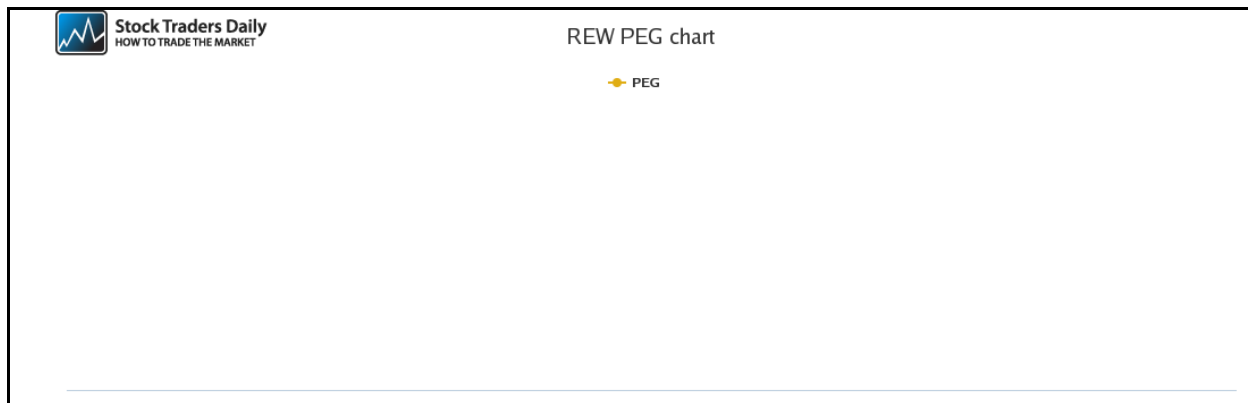 Stock Traders Daily
HOW TO TRADE THE MARKET
REW PEG chart
PEG